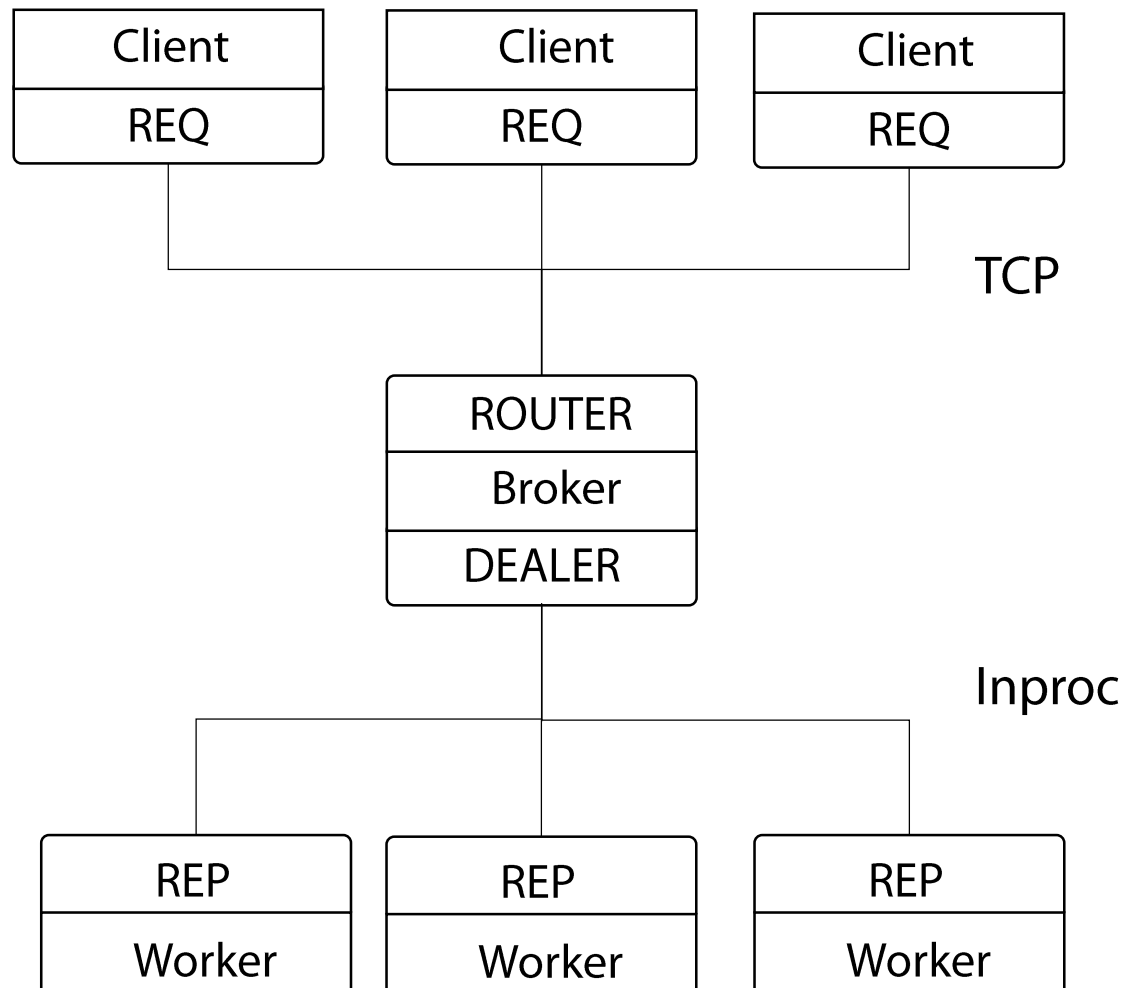 Client
Client
Client
REQ
REQ
REQ
TCP
ROUTER
Broker
DEALER
Inproc
REP
REP
REP
Worker
Worker
Worker